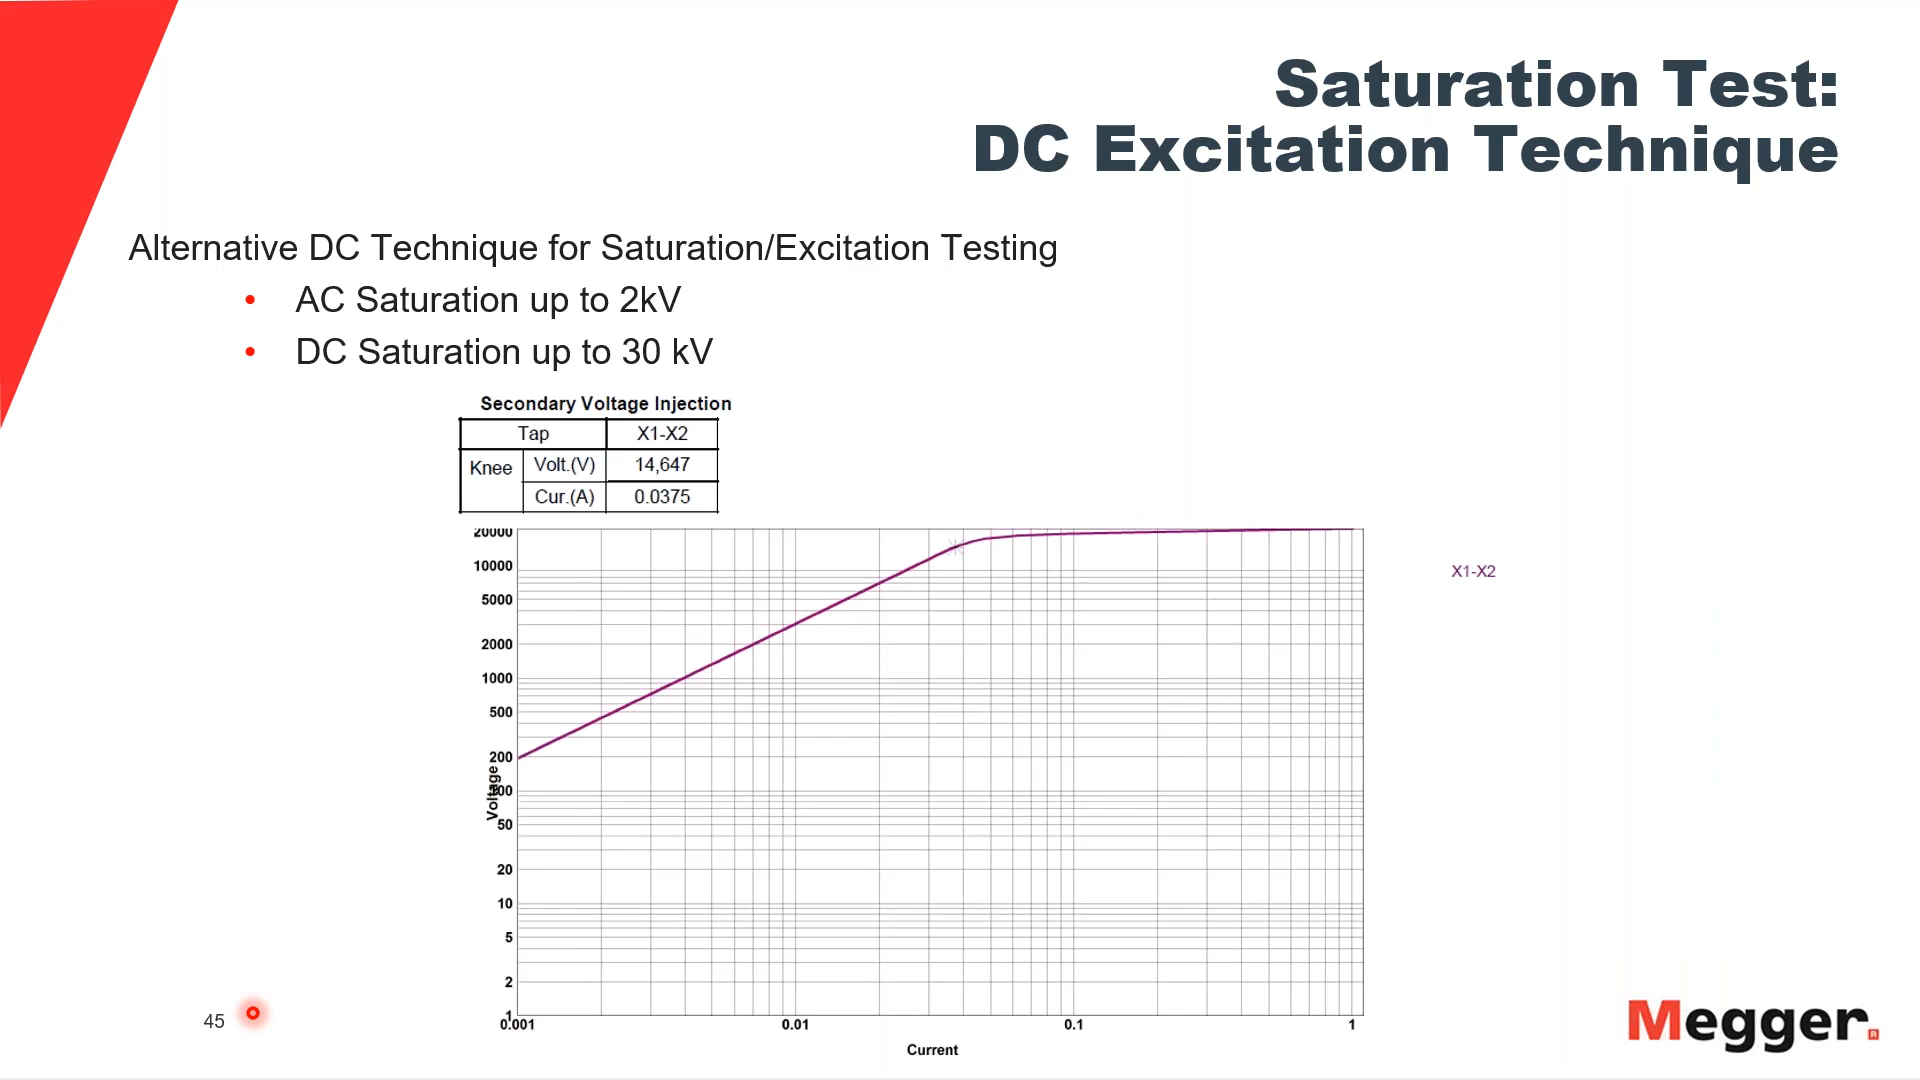 Saturation Test:
DC Excitation Technique
Alternative DC Technique for Saturation/Excitation Testing
• AC Saturation up to 2kV
• DC Saturation up to 30 kV
Secondary Voltage Injection
Tap X1-X2
Knee Volt.(V) 14,647
Cur.(A) 0.0375
20000
10000
5000
2000
1000
500
200
100
50
20
10
5
2
1
Voltage
0.001 0.01 0.1 1
Current
X1-X2
45
Megger.®